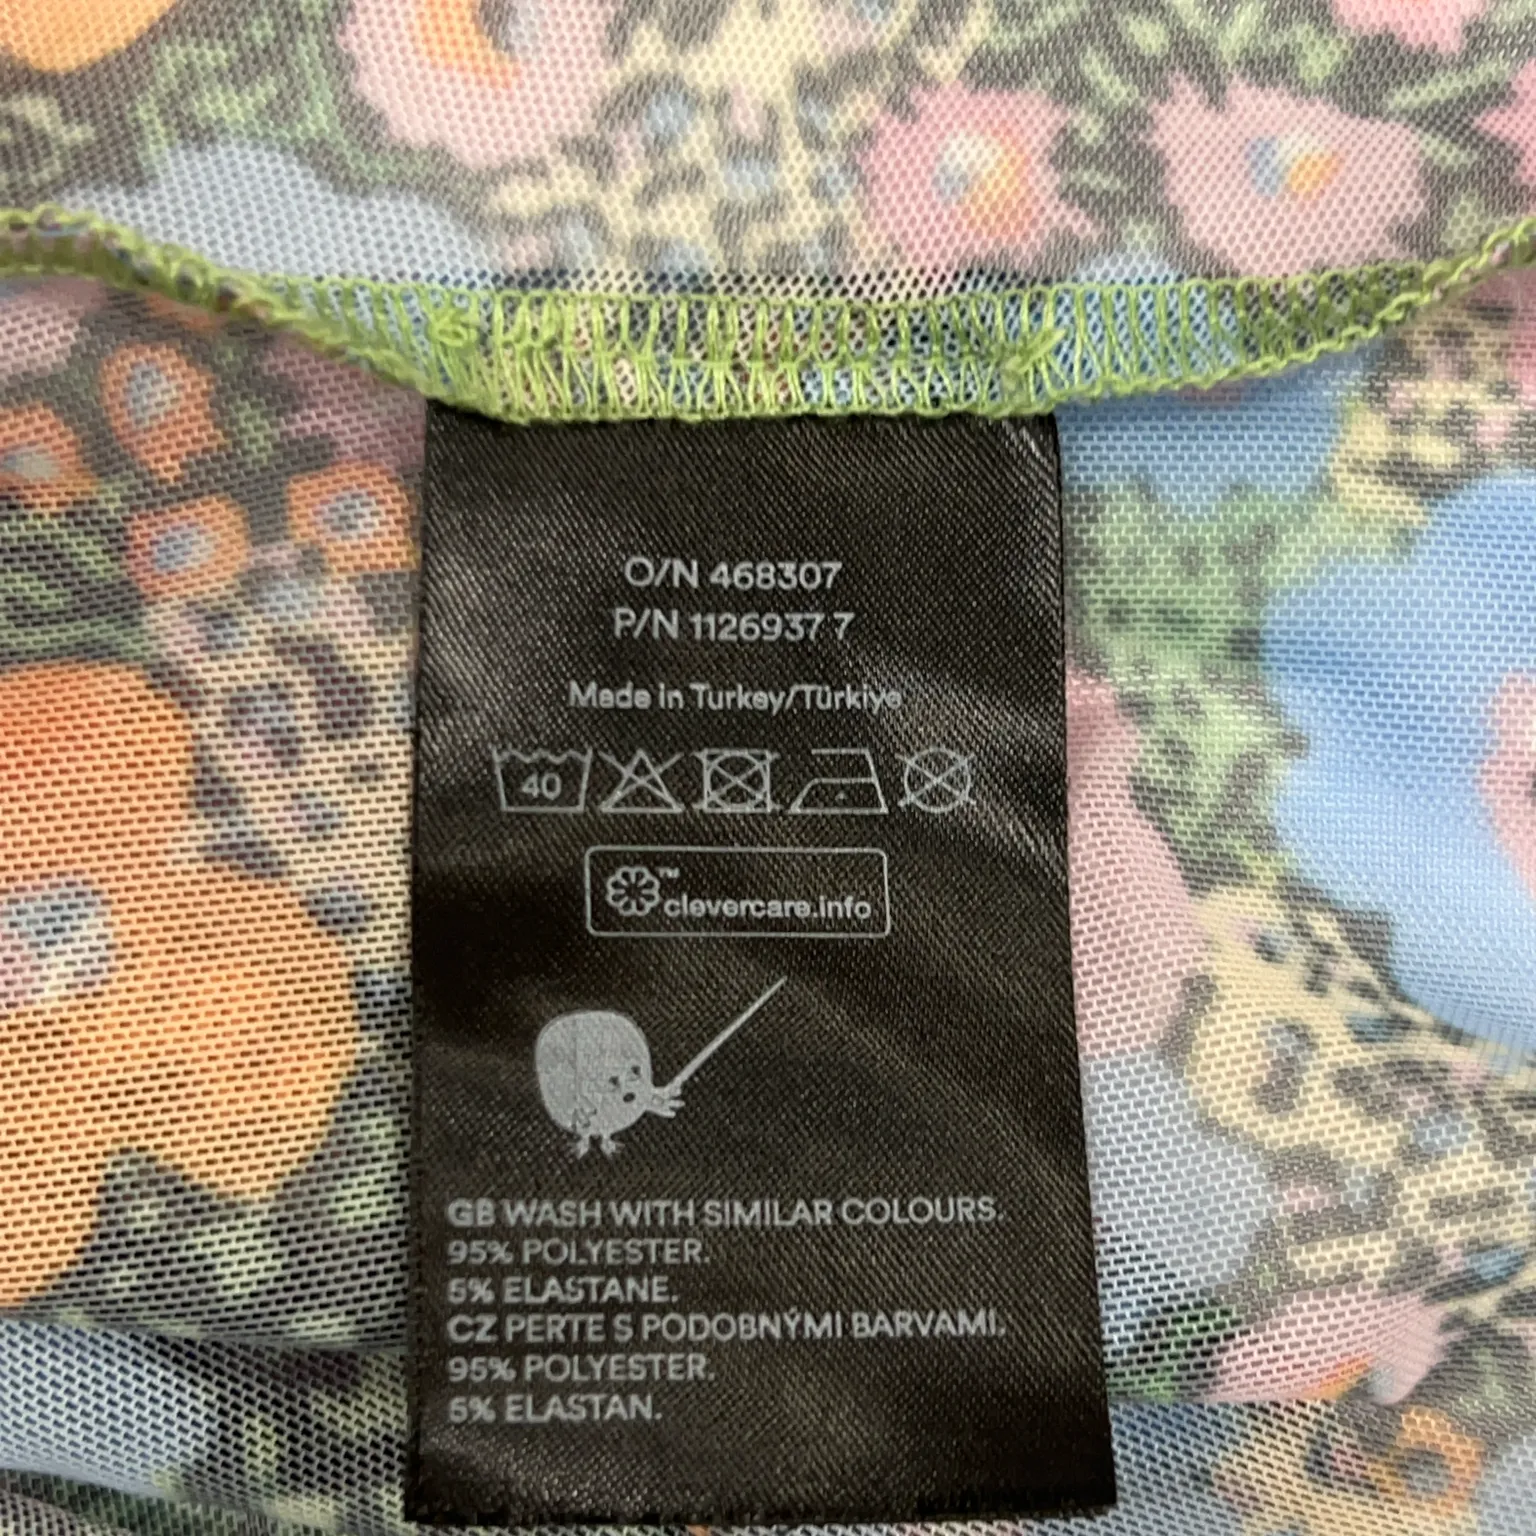 O/N 468307
P/N 1126937 7
Made in Turkey/Türkiye
40
™
clevercare.info
GB WASH WITH SIMILAR COLOURS.
95% POLYESTER.
5% ELASTANE.
CZ PERTE S PODOBNÝMI BARVAMI.
95% POLYESTER.
5% ELASTAN.